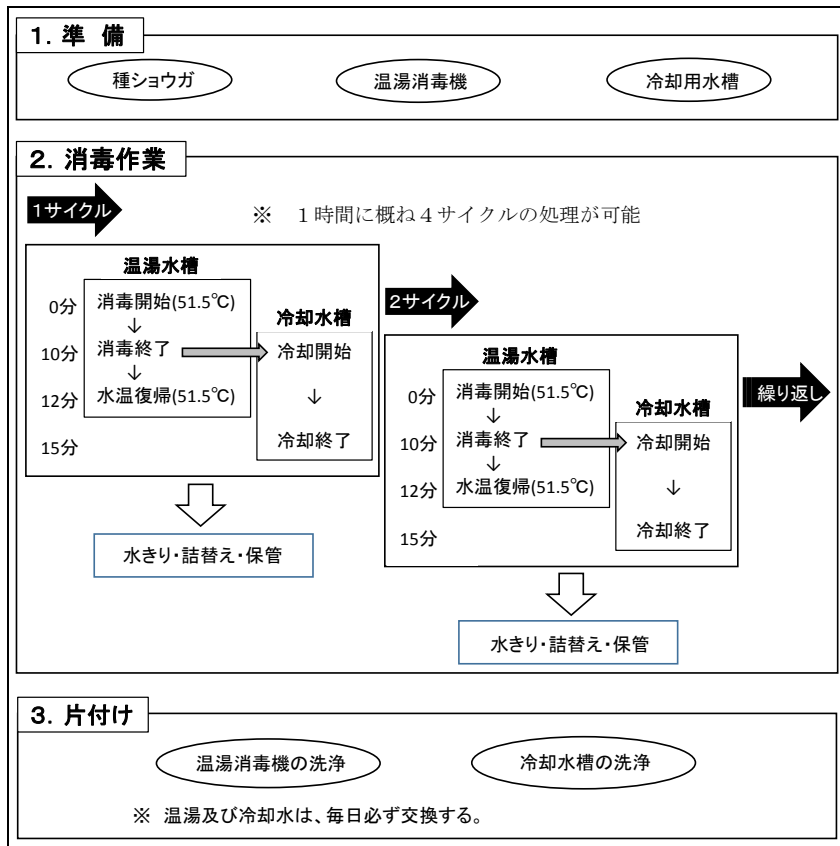 1．準　備
種ショウガ
温湯消毒機
冷却用水槽
2．消毒作業
1サイクル
※　1時間に概ね4サイクルの処理が可能
温湯水槽
0分
消毒開始(51.5℃)
↓
10分
消毒終了
↓
12分
水温復帰(51.5℃)
15分
冷却水槽
冷却開始
↓
冷却終了
水きり・詰替え・保管
2サイクル
温湯水槽
0分
消毒開始(51.5℃)
↓
10分
消毒終了
↓
12分
水温復帰(51.5℃)
15分
冷却水槽
冷却開始
↓
冷却終了
水きり・詰替え・保管
繰り返し
3．片付け
温湯消毒機の洗浄
冷却水槽の洗浄
※　温湯及び冷却水は、毎日必ず交換する。